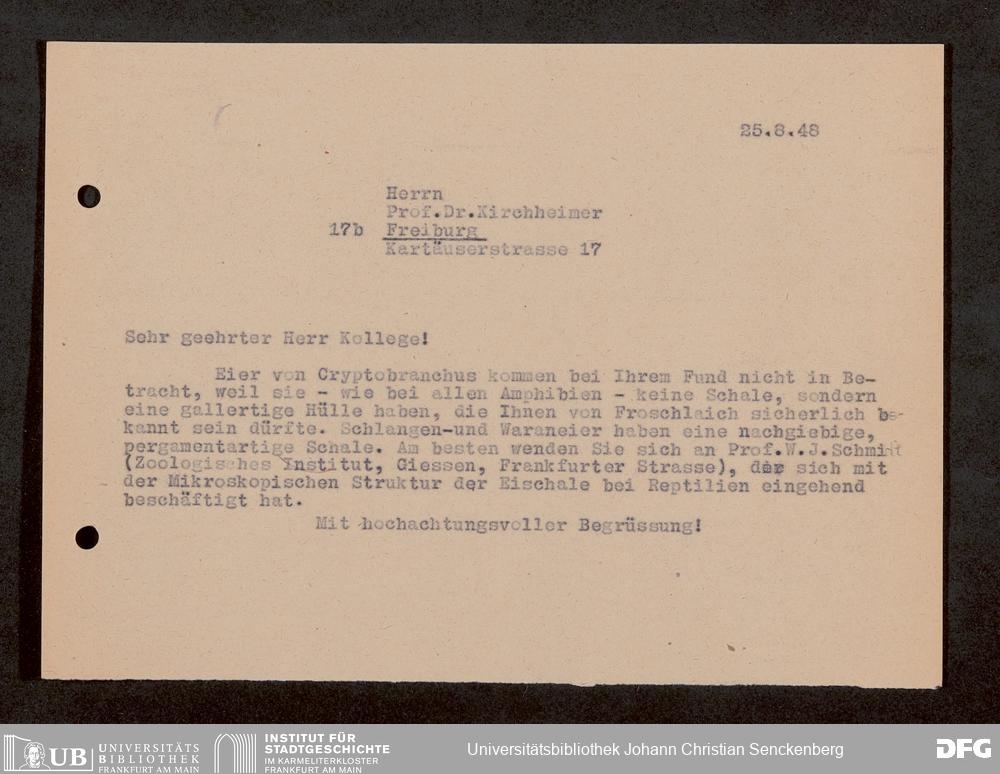 25.8.48
Herrn
Prof.Dr.Kirchheimer
17b Freiburg
Kartäuserstrasse 17
Sehr geehrter Herr Kollege!
Eier von Cryptobranchus kommen bei Ihrem Fund nicht in Be-
tracht, weil sie - wie bei allen Amphibien - keine Schale, sondern
eine gallertige Hülle haben, die Ihnen von Froschlaich sicherlich be-
kannt sein dürfte. Schlangen-und Waraneier haben eine nachgiebige,
pergamentartige Schale. Am besten wenden Sie sich an Prof.W.J.Schmidt
(Zoologisches Institut, Giessen, Frankfurter Strasse), der sich mit
der Mikroskopischen Struktur der Eischale bei Reptilien eingehend
beschäftigt hat.
Mit hochachtungsvoller Begrüssung!
UB UNIVERSITÄTS
BIBLIOTHEK
FRANKFURT AM MAIN
INSTITUT FÜR
STADTGESCHICHTE
IM KARMELITERKLOSTER
FRANKFURT AM MAIN
Universitätsbibliothek Johann Christian Senckenberg
DFG